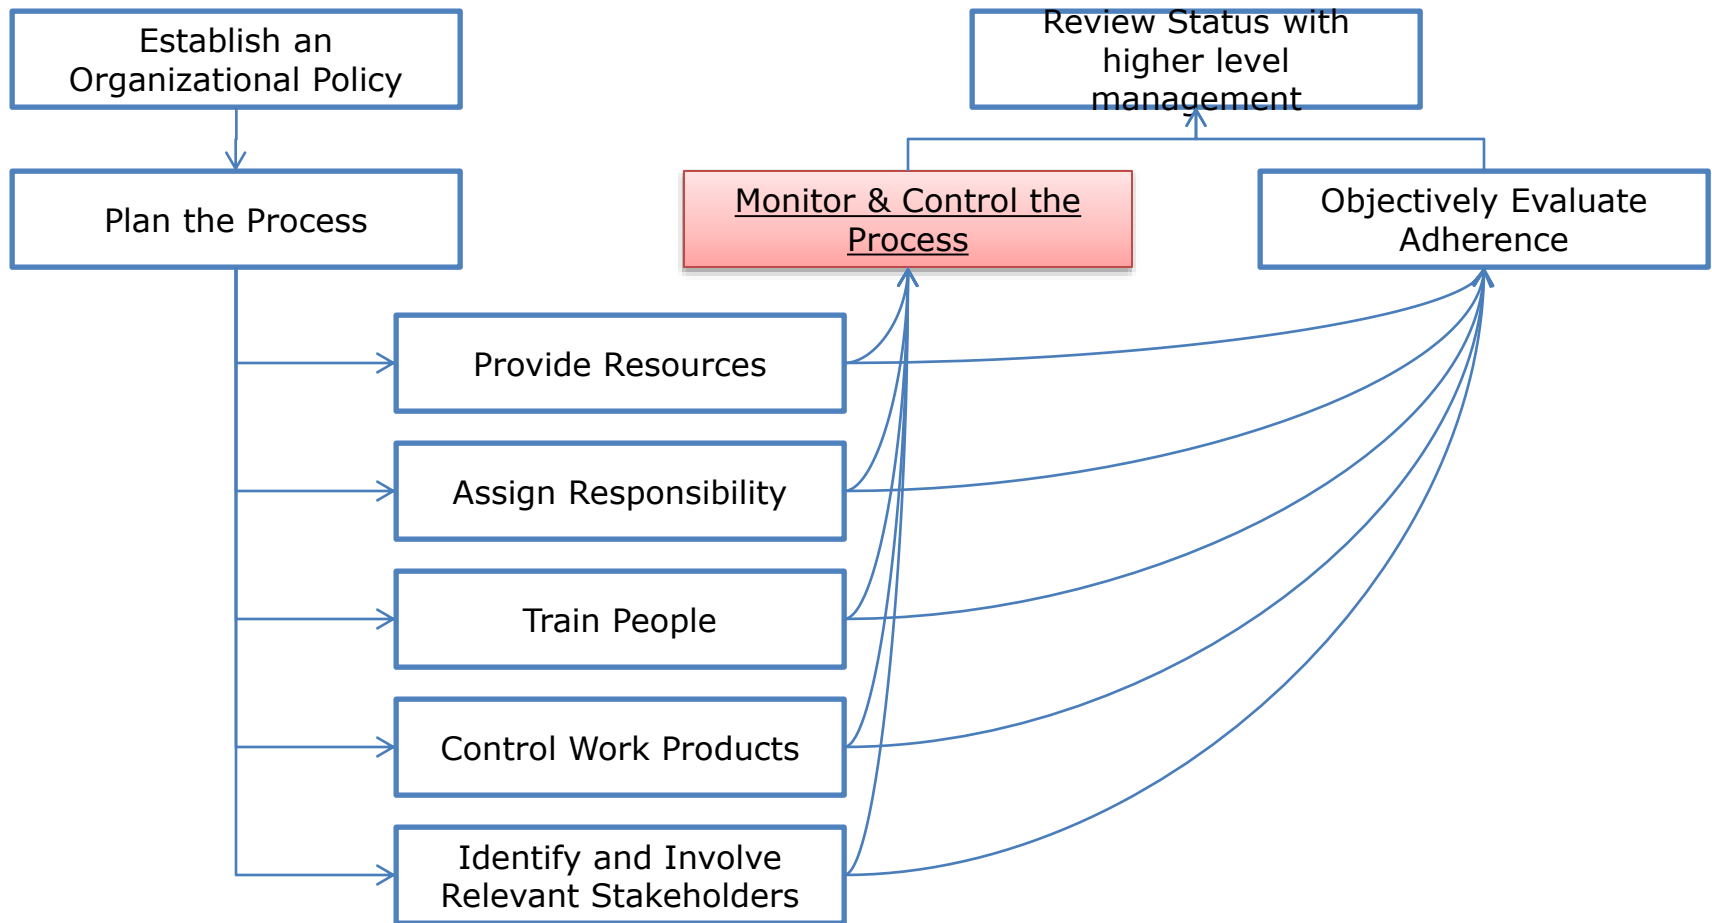 Establish an
Organizational Policy
Review Status with
higher level
management
Plan the Process
Monitor & Control the
Process
Objectively Evaluate
Adherence
Provide Resources
Assign Responsibility
Train People
Control Work Products
Identify and Involve
Relevant Stakeholders